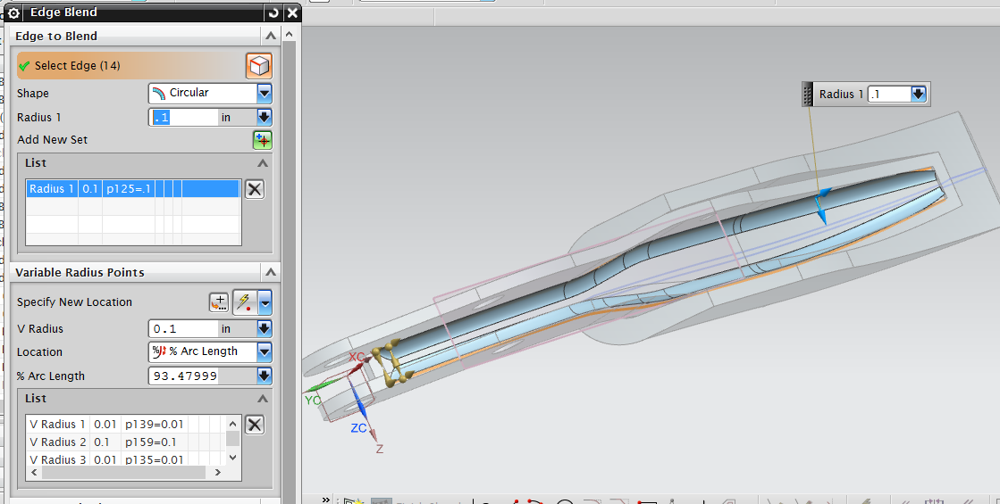 Edge Blend
Edge to Blend
Select Edge (14)
Shape
Circular
Radius 1
.1
in
Add New Set
List
Radius 1 0.1 p125=.1
Variable Radius Points
Specify New Location
V Radius
0.1
in
Location
% Arc Length
% Arc Length
93.47999
List
V Radius 1 0.01 p139=0.01
V Radius 2 0.1 p159=0.1
V Radius 3 0.01 p135=0.01
Radius 1 .1
XC
YC
ZC
Z